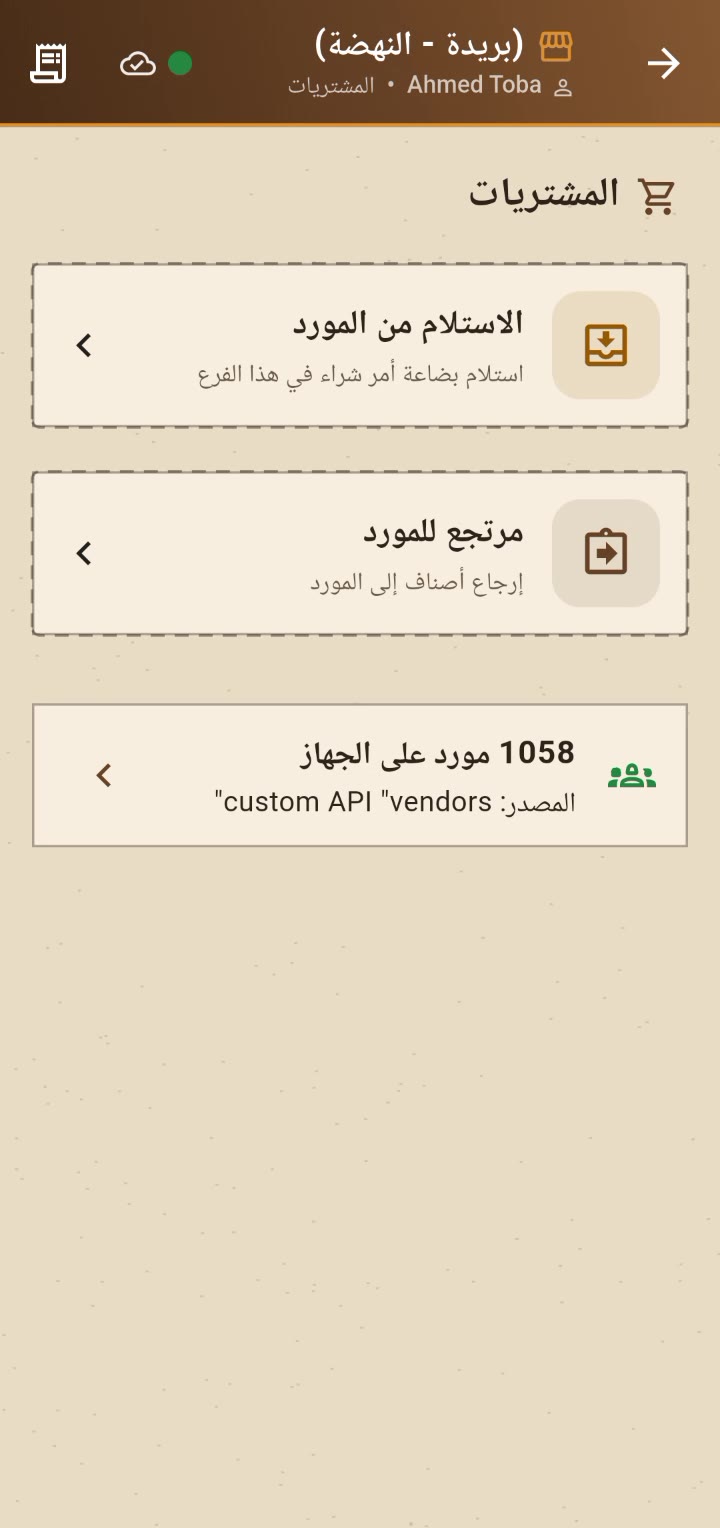 (بريدة - النهضة)
Ahmed Toba • المشتريات
المشتريات
الاستلام من المورد
استلام بضاعة أمر شراء في هذا الفرع
مرتجع للمورد
إرجاع أصناف إلى المورد
1058 مورد على الجهاز
المصدر: custom API "vendors"